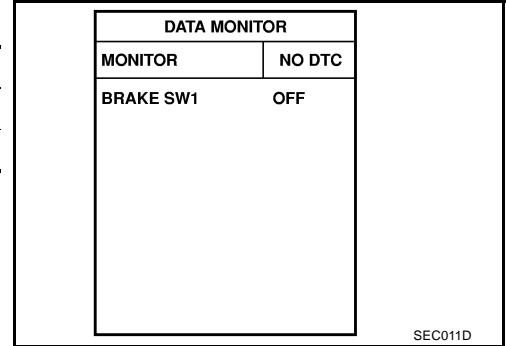 DATA MONITOR
MONITOR NO DTC
BRAKE SW1 OFF
SEC011D